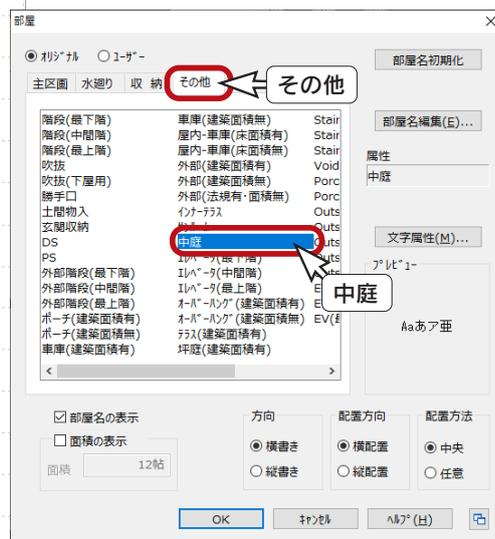 部屋
×
オリジナル ユーザー
部屋名初期化
主区画 水廻り 収 納 その他
その他
階段(最下階)
階段(中間階)
階段(最上階)
吹抜
吹抜(下屋用)
勝手口
土間物入
玄関収納
DS
PS
外部階段(最下階)
外部階段(中間階)
外部階段(最上階)
ポーチ(建築面積有)
ポーチ(建築面積無)
車庫(建築面積有)
車庫(建築面積無)
屋内-車庫(床面積有)
屋内-車庫(床面積無)
外部(建築面積有)
外部(建築面積無)
外部(法規有・面積無)
インナーテラス
中庭
エレベータ(最下階)
エレベータ(中間階)
エレベータ(最上階)
オーバーハング(建築面積有)
オーバーハング(建築面積無)
テラス(建築面積有)
坪庭(建築面積有)
Stair
Stair
Stair
Void
Porc
Porc
Outs
Outs
Outs
Outs
E
EV(
中庭
部屋名編集(E)...
属性
中庭
文字属性(M)...
プレビュー
Aaあア亜
部屋名の表示
面積の表示
面積 12帖
方向
横書き
縦書き
配置方向
横配置
縦配置
配置方法
中央
任意
OK キャンセル ヘルプ(H)